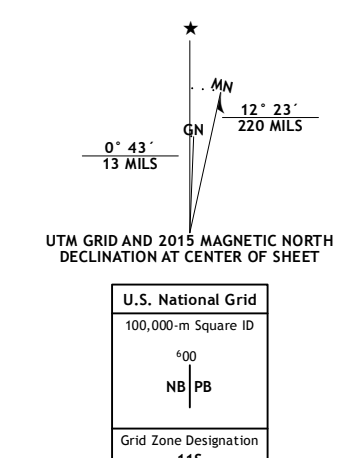 ★
MN
GN
12° 23´
220 MILS
0° 43´
13 MILS
UTM GRID AND 2015 MAGNETIC NORTH
DECLINATION AT CENTER OF SHEET
U.S. National Grid
100,000-m Square ID
⁶00
NB PB
Grid Zone Designation